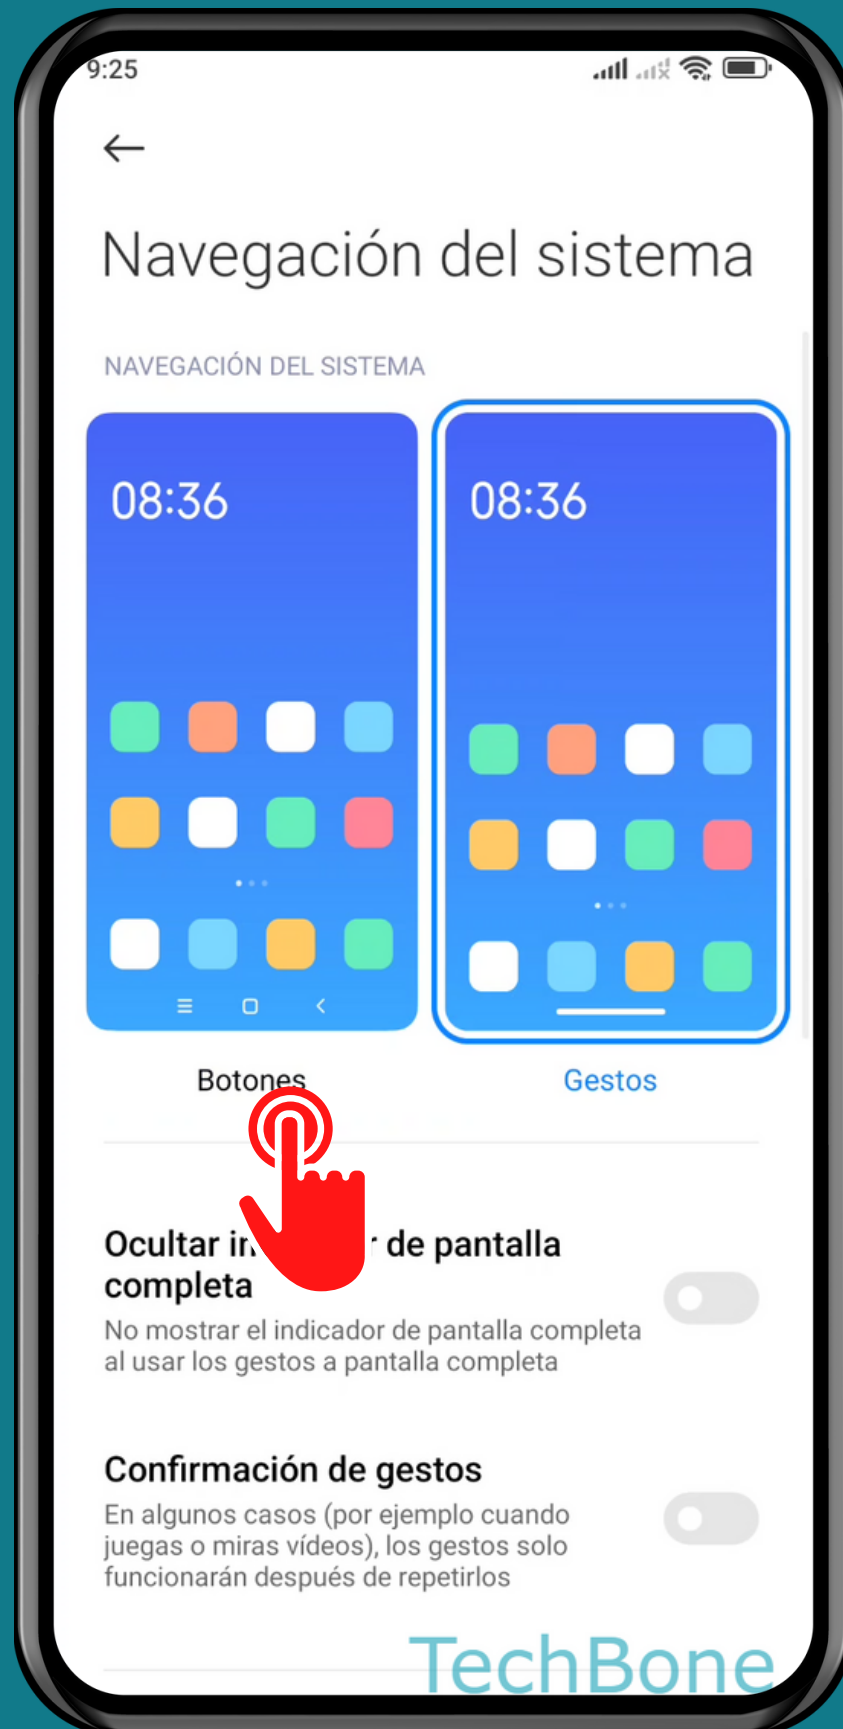 9:25
Navegación del sistema
NAVEGACIÓN DEL SISTEMA
08:36
08:36
Botones
Gestos
Ocultar in r de pantalla
completa
No mostrar el indicador de pantalla completa
al usar los gestos a pantalla completa
Confirmación de gestos
En algunos casos (por ejemplo cuando
juegas o miras vídeos), los gestos solo
funcionarán después de repetirlos
TechBone